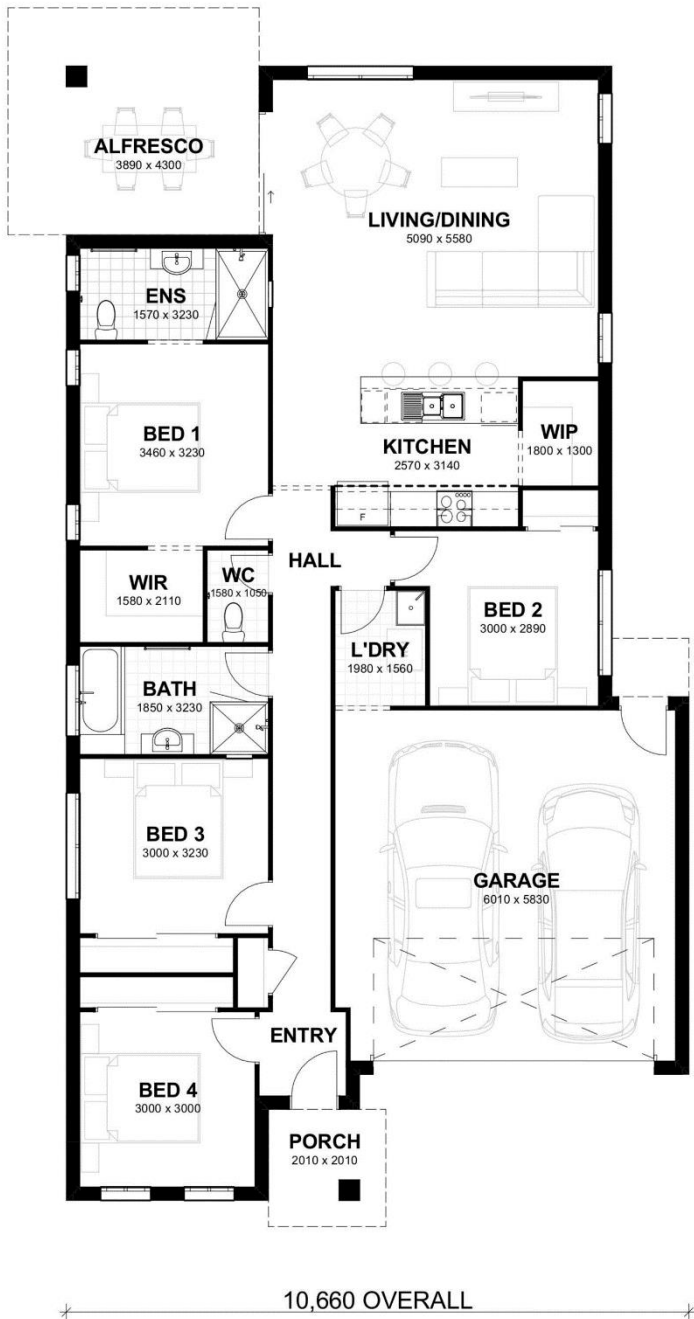 ALFRESCO
3890 x 4300
LIVING/DINING
5090 x 5580
ENS
1570 x 3230
BED 1
3460 x 3230
KITCHEN
2570 x 3140
WIP
1800 x 1300
F
HALL
WIR
1580 x 2110
WC
1580 x 1050
BED 2
3000 x 2890
L'DRY
1980 x 1560
BATH
1850 x 3230
BED 3
3000 x 3230
GARAGE
6010 x 5830
ENTRY
BED 4
3000 x 3000
PORCH
2010 x 2010
10,660 OVERALL